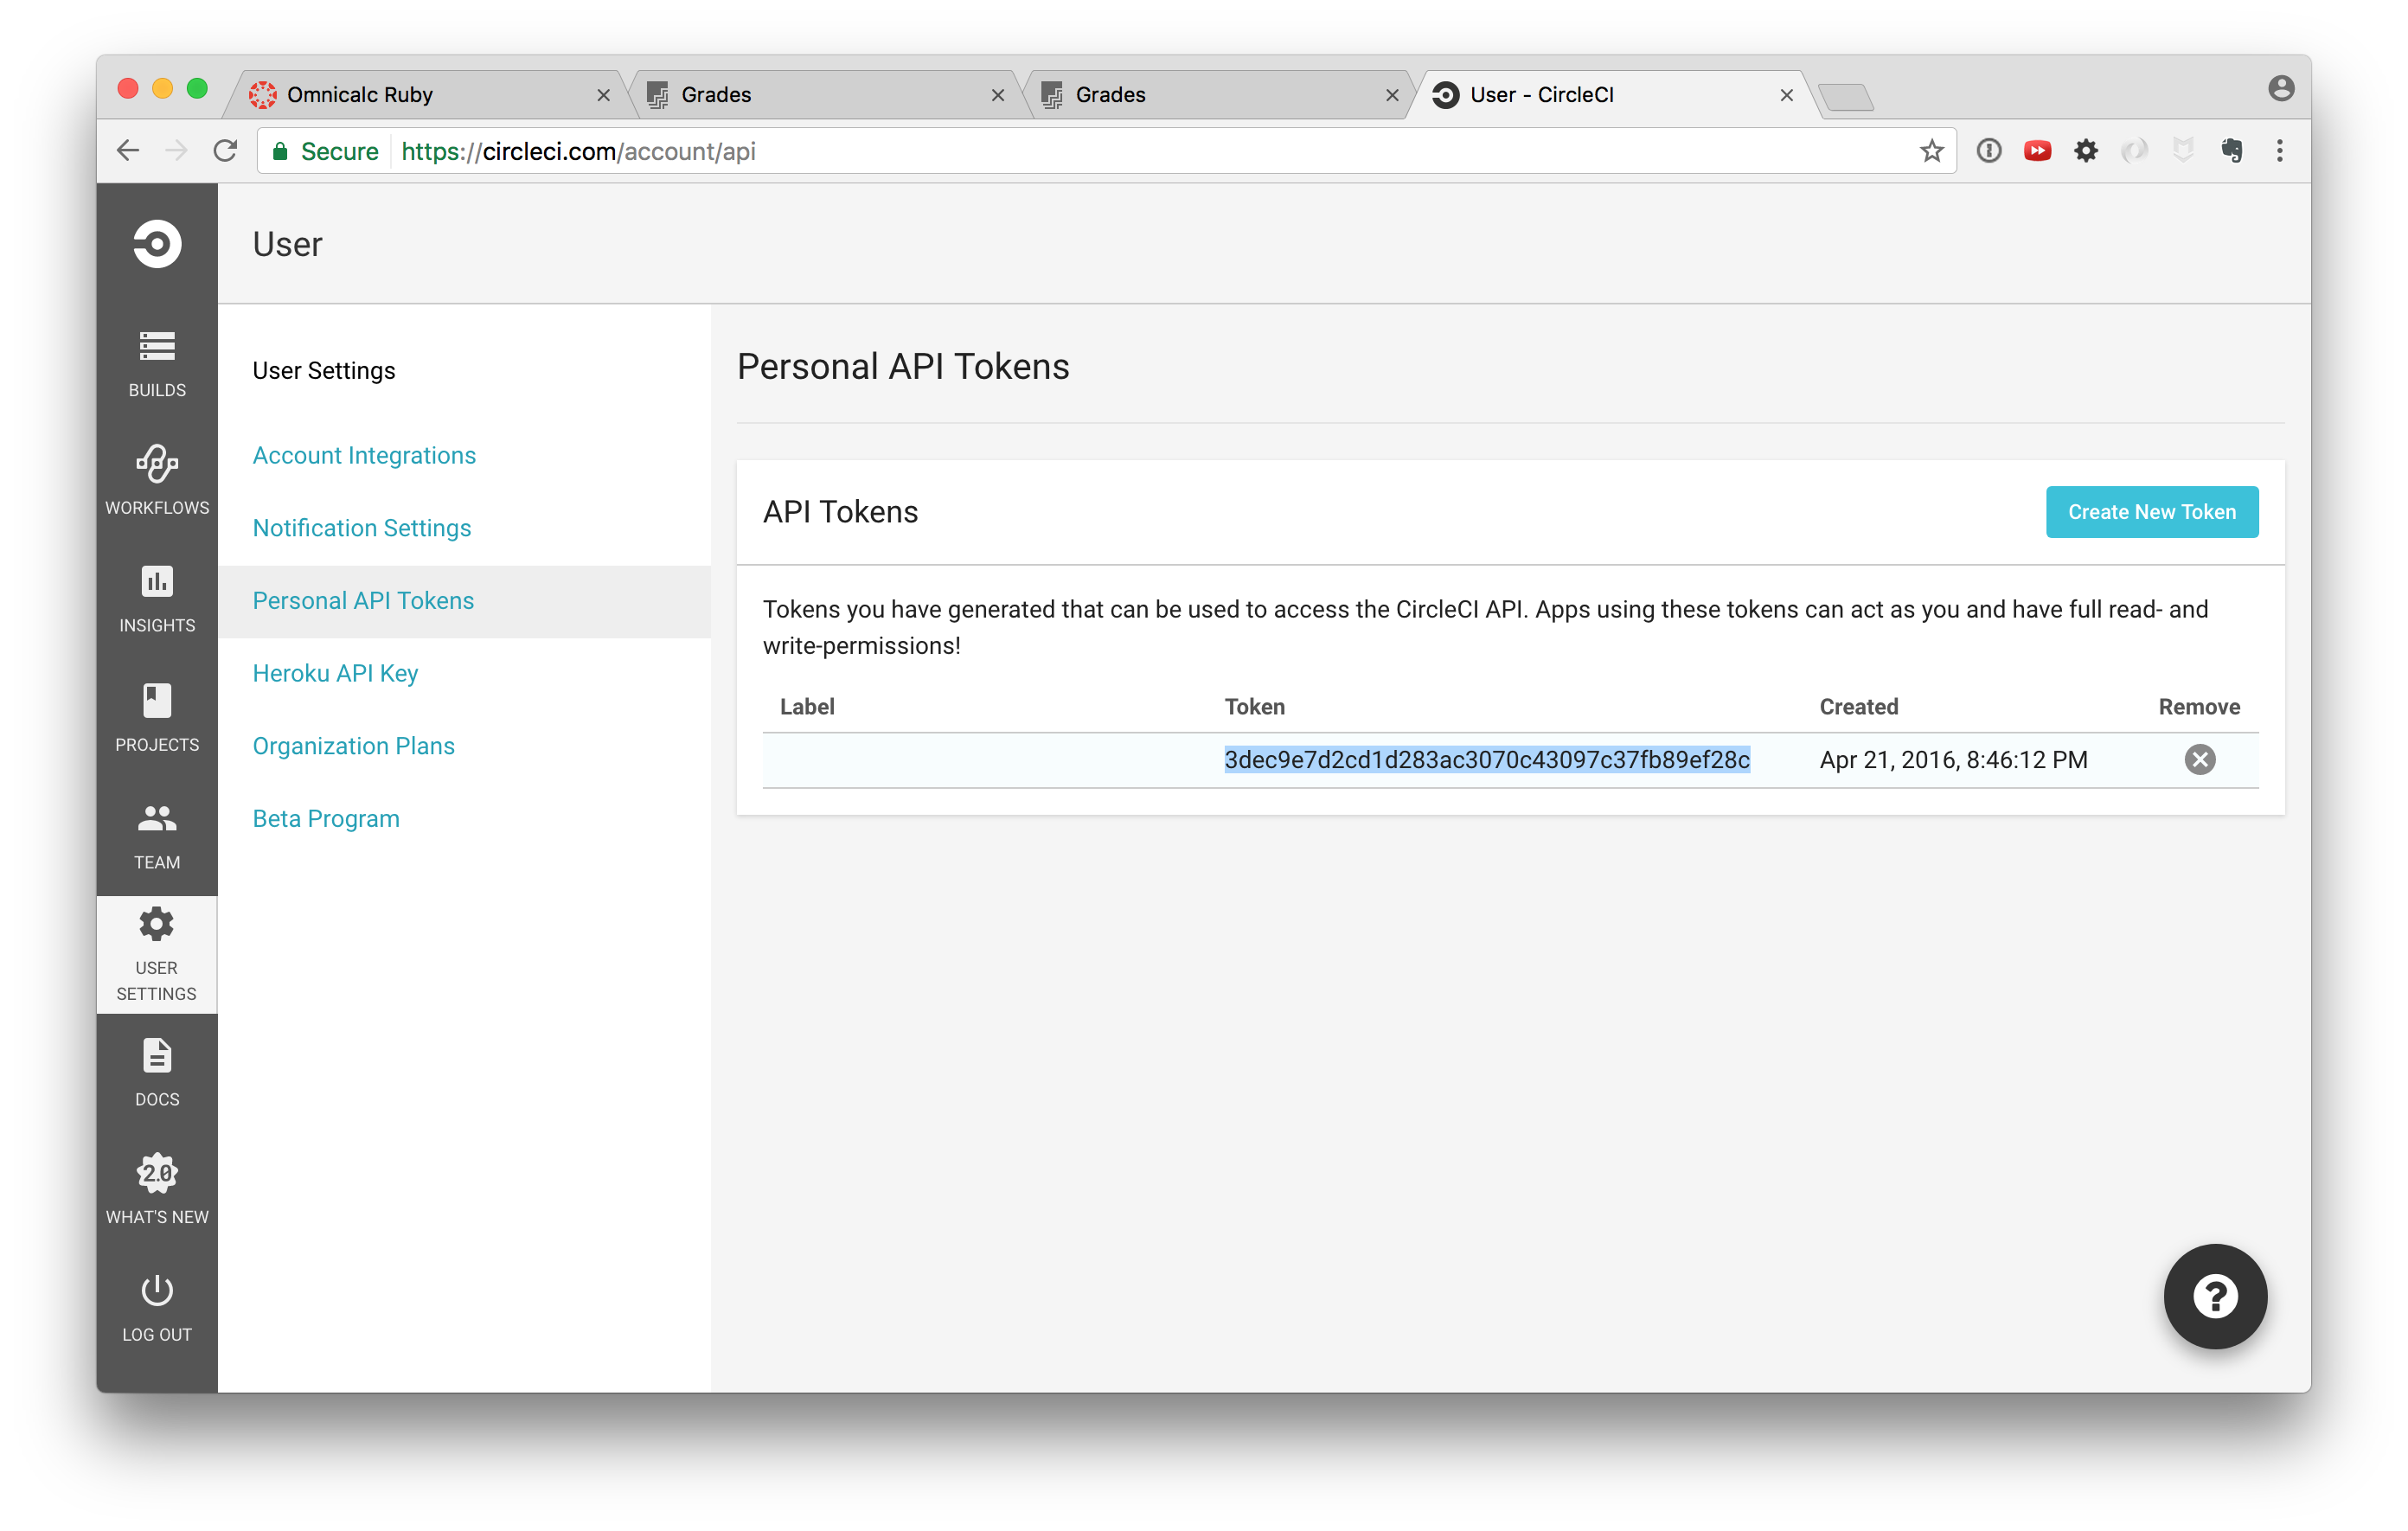 Omnicalc Ruby
Grades
Grades
User - CircleCI
Secure https://circleci.com/account/api
User
BUILDS
WORKFLOWS
INSIGHTS
PROJECTS
TEAM
USER
SETTINGS
DOCS
2.0
WHAT'S NEW
LOG OUT
User Settings
Account Integrations
Notification Settings
Personal API Tokens
Heroku API Key
Organization Plans
Beta Program
Personal API Tokens
API Tokens
Create New Token
Tokens you have generated that can be used to access the CircleCI API. Apps using these tokens can act as you and have full read- and
write-permissions!
Label Token Created Remove
3dec9e7d2cd1d283ac3070c43097c37fb89ef28c Apr 21, 2016, 8:46:12 PM
?